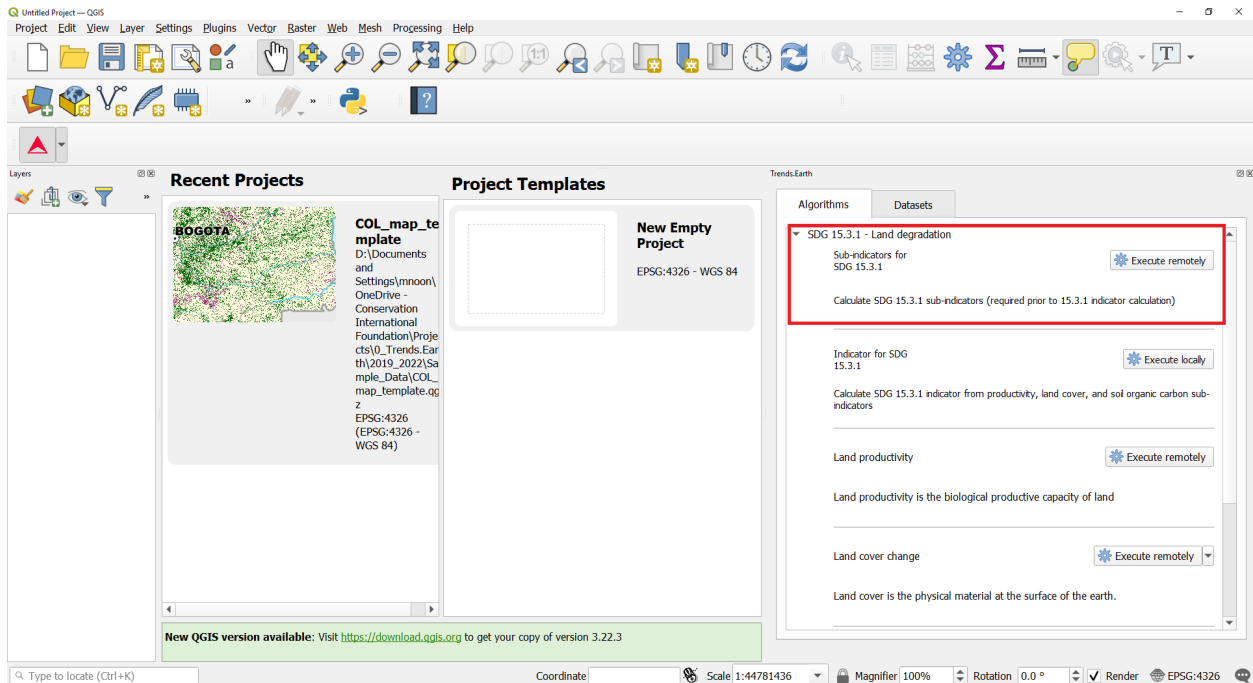 Untitled Project — QGIS
Project Edit View Layer Settings Plugins Vector Raster Web Mesh Processing Help
1:1
T
a
»
»
?
Layers
»
Recent Projects
BOGOTA
COL_map_te
mplate
D:\Documents
and
Settings\mnoon\
OneDrive -
Conservation
International
Foundation\Proje
cts\0_Trends.Ear
th\2019_2022\Sa
mple_Data\COL_
map_template.qg
z
EPSG:4326
(EPSG:4326 -
WGS 84)
Project Templates
New Empty
Project
EPSG:4326 - WGS 84
New QGIS version available: Visit https://download.qgis.org to get your copy of version 3.22.3
Trends.Earth
Algorithms Datasets
SDG 15.3.1 - Land degradation
Sub-indicators for
SDG 15.3.1
Execute remotely
Calculate SDG 15.3.1 sub-indicators (required prior to 15.3.1 indicator calculation)
Indicator for SDG
15.3.1
Execute locally
Calculate SDG 15.3.1 indicator from productivity, land cover, and soil organic carbon sub-
indicators
Land productivity Execute remotely
Land productivity is the biological productive capacity of land
Land cover change Execute remotely
Land cover is the physical material at the surface of the earth.
Type to locate (Ctrl+K) Coordinate Scale 1:44781436 Magnifier 100% Rotation 0.0 ° Render EPSG:4326